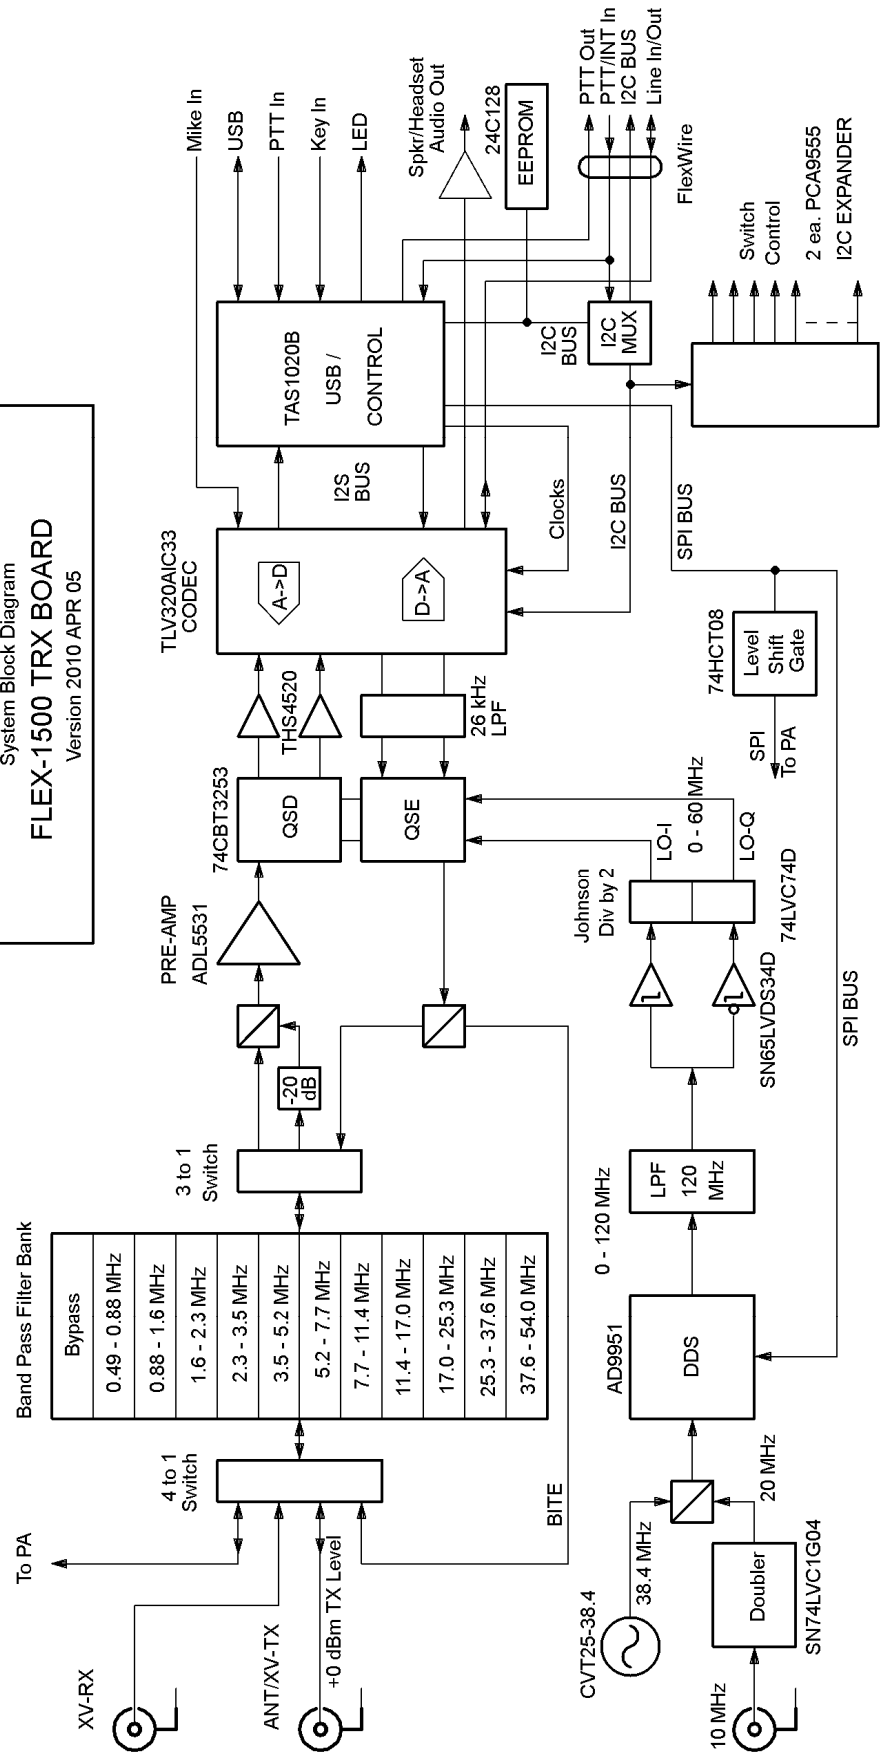 System Block Diagram
FLEX-1500 TRX BOARD
Version 2010 APR 05
XV-RX
To PA
ANT/XV-TX
+0 dBm TX Level
4 to 1
Switch
BITE
Band Pass Filter Bank
Bypass
0.49 - 0.88 MHz
0.88 - 1.6 MHz
1.6 - 2.3 MHz
2.3 - 3.5 MHz
3.5 - 5.2 MHz
5.2 - 7.7 MHz
7.7 - 11.4 MHz
11.4 - 17.0 MHz
17.0 - 25.3 MHz
25.3 - 37.6 MHz
37.6 - 54.0 MHz
3 to 1
Switch
-20
dB
PRE-AMP
ADL5531
74CBT3253
QSD
QSE
THS4520
26 kHz
LPF
TLV320AIC33
CODEC
A->D
D->A
I2S
BUS
TAS1020B
USB /
CONTROL
Mike In
USB
PTT In
Key In
LED
Spkr/Headset
Audio Out
24C128
EEPROM
PTT Out
PTT/INT In
I2C BUS
Line In/Out
FlexWire
I2C
BUS
I2C
MUX
Clocks
I2C BUS
SPI BUS
Switch
Control
2 ea. PCA9555
I2C EXPANDER
74HCT08
Level
Shift
Gate
SPI
To PA
CVT25-38.4
38.4 MHz
10 MHz
Doubler
SN74LVC1G04
20 MHz
AD9951
DDS
0 - 120 MHz
LPF
120
MHz
SN65LVDS34D
Johnson
Div by 2
74LVC74D
LO-I
0 - 60 MHz
LO-Q
SPI BUS